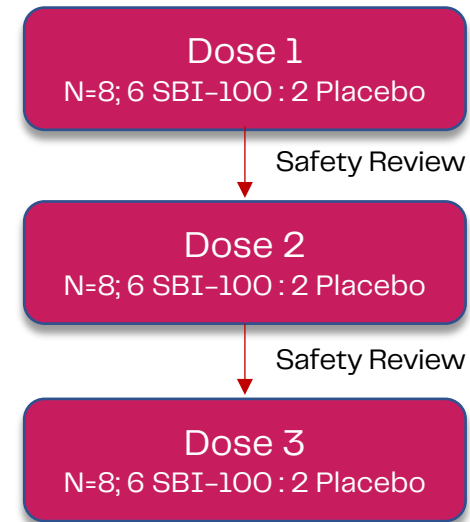 Dose 1
N=8; 6 SBI-100 : 2 Placebo
Safety Review
Dose 2
N=8; 6 SBI-100 : 2 Placebo
Safety Review
Dose 3
N=8; 6 SBI-100 : 2 Placebo